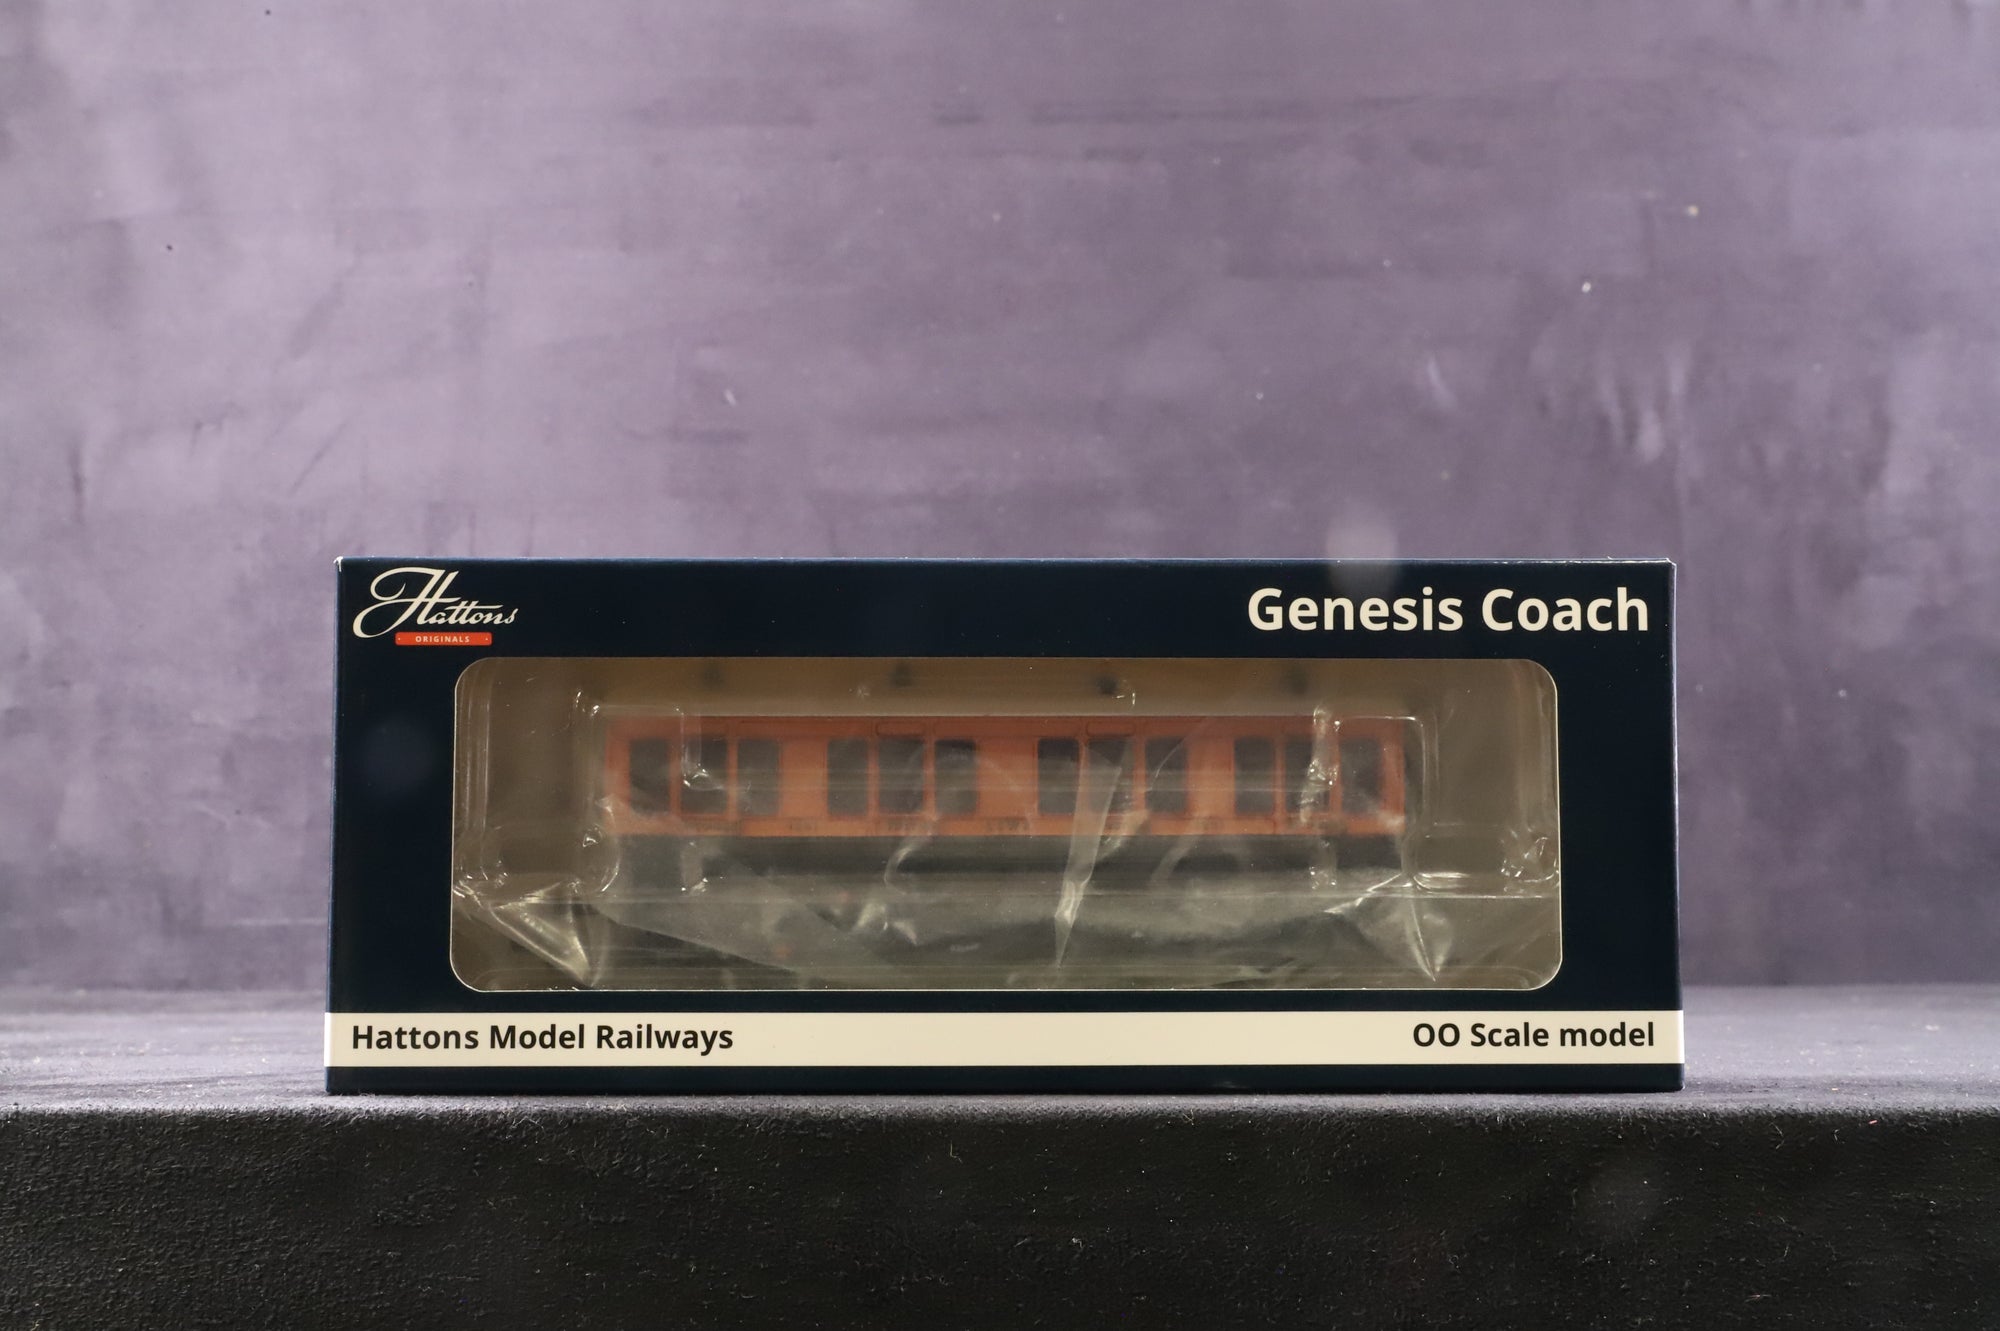 Hattons
ORIGINALS
Genesis Coach
Hattons Model Railways
OO Scale model